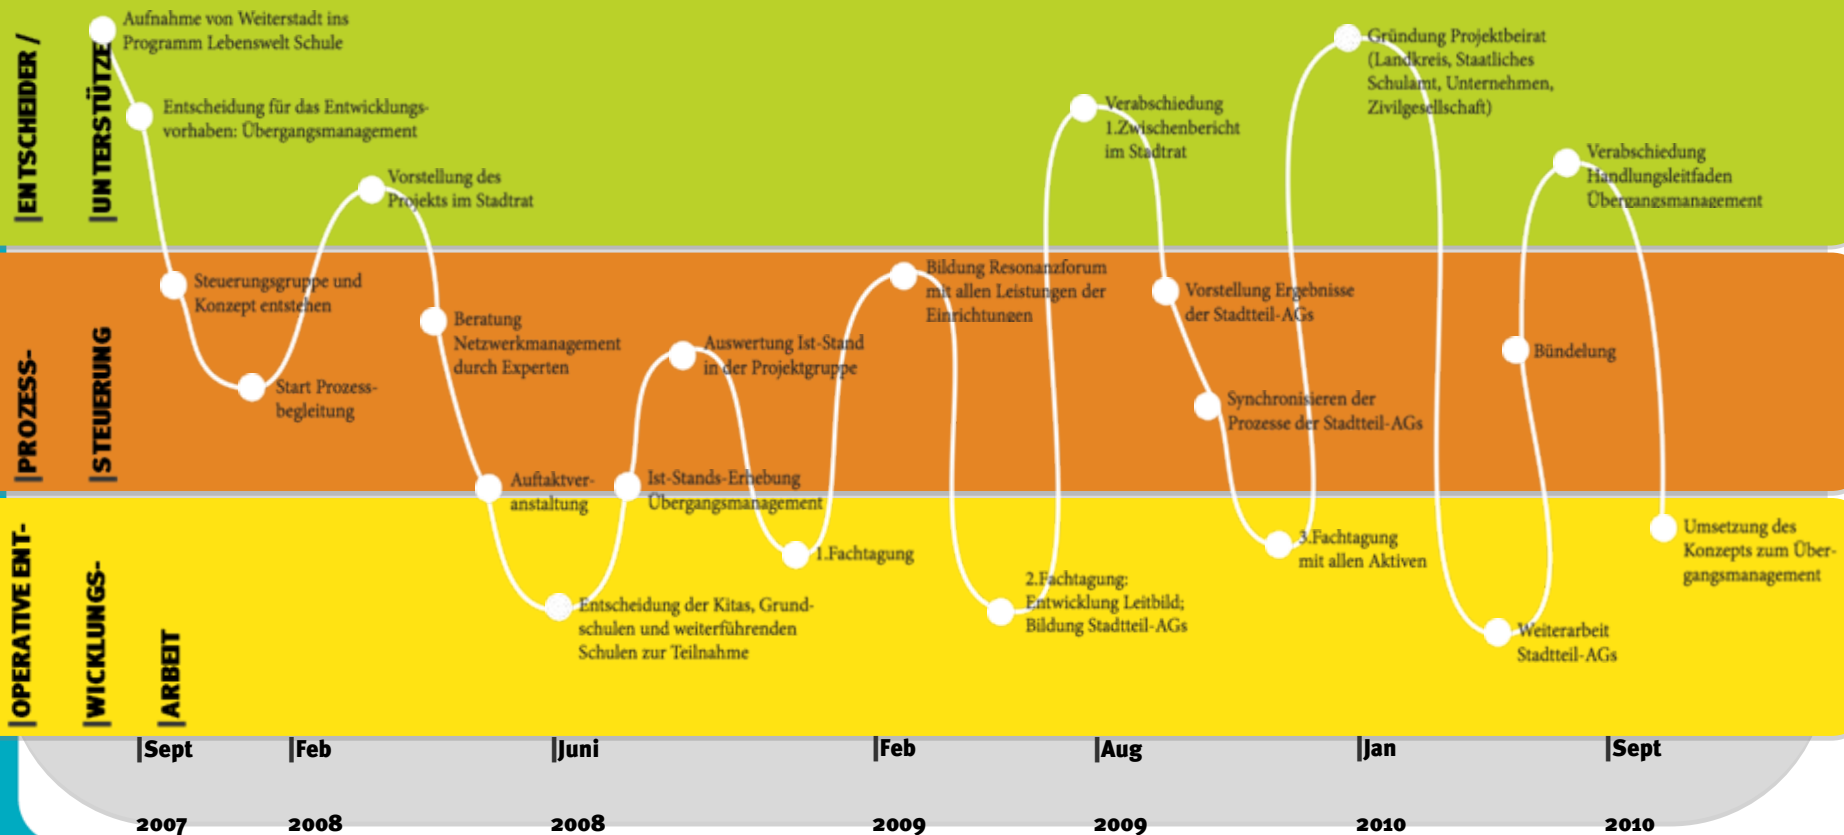 |ENTSCHEIDER /
|UNTERSTÜTZE
Aufnahme von Weiterstadt ins
Programm Lebenswelt Schule
Entscheidung für das Entwicklungs-
vorhaben: Übergangsmanagement
Vorstellung des
Projekts im Stadtrat
Verabschiedung
1.Zwischenbericht
im Stadtrat
Gründung Projektbeirat
(Landkreis, Staatliches
Schulamt, Unternehmen,
Zivilgesellschaft)
Verabschiedung
Handlungsleitfaden
Übergangsmanagement
|PROZESS-
|STEUERUNG
Steuerungsgruppe und
Konzept entstehen
Start Prozess-
begleitung
Beratung
Netzwerkmanagement
durch Experten
Auftaktver-
anstaltung
Ist-Stands-Erhebung
Übergangsmanagement
Auswertung Ist-Stand
in der Projektgruppe
Bildung Resonanzforum
mit allen Leistungen der
Einrichtungen
Vorstellung Ergebnisse
der Stadtteil-AGs
Synchronisieren der
Prozesse der Stadtteil-AGs
Bündelung
|OPERATIVE ENT-
|WICKLUNGS-
|ARBEIT
Entscheidung der Kitas, Grund-
schulen und weiterführenden
Schulen zur Teilnahme
1.Fachtagung
2.Fachtagung:
Entwicklung Leitbild;
Bildung Stadtteil-AGs
3.Fachtagung
mit allen Aktiven
Weiterarbeit
Stadtteil-AGs
Umsetzung des
Konzepts zum Über-
gangsmanagement
|Sept |Feb |Juni |Feb |Aug |Jan |Sept
2007 2008 2008 2009 2009 2010 2010